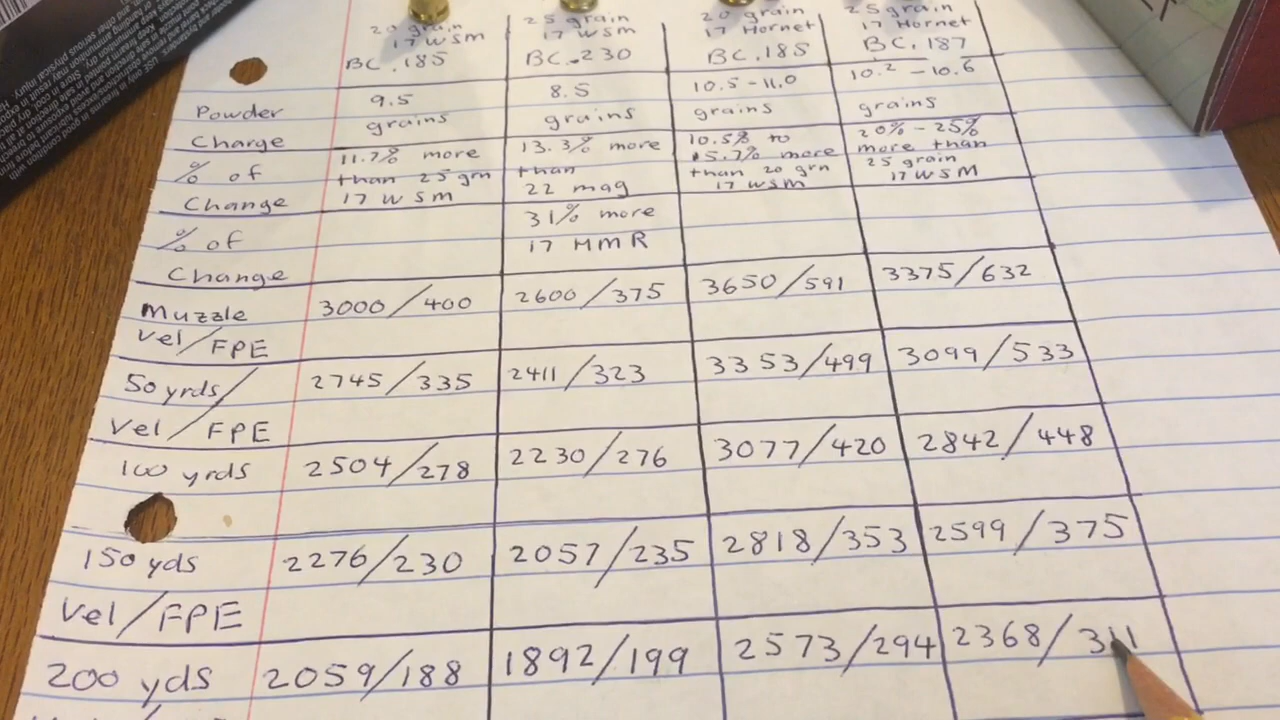 20 grain 25 grain 20 grain 25 grain
17 WSM 17 WSM 17 Hornet 17 Hornet
BC .185 BC .230 BC .185 BC .187
Powder 9.5 8.5 10.5 - 11.0 10.2 - 10.6
Charge grains grains grains grains
% of 11.7% more 13.3% more 10.5% to 20% - 25%
Change than 25 grn than 15.7% more more than
17 WSM 22 mag than 20 grn 25 grain
17 WSM 17 WSM
% of 31% more
Change 17 HMR
Muzzle 3000/400 2600/375 3650/591 3375/632
Vel/FPE
50 yrds/ 2745/335 2411/323 3353/499 3099/533
Vel/FPE
100 yrds 2504/278 2230/276 3077/420 2842/448
150 yds 2276/230 2057/235 2818/353 2599/375
Vel/FPE
200 yds 2059/188 1892/199 2573/294 2368/311